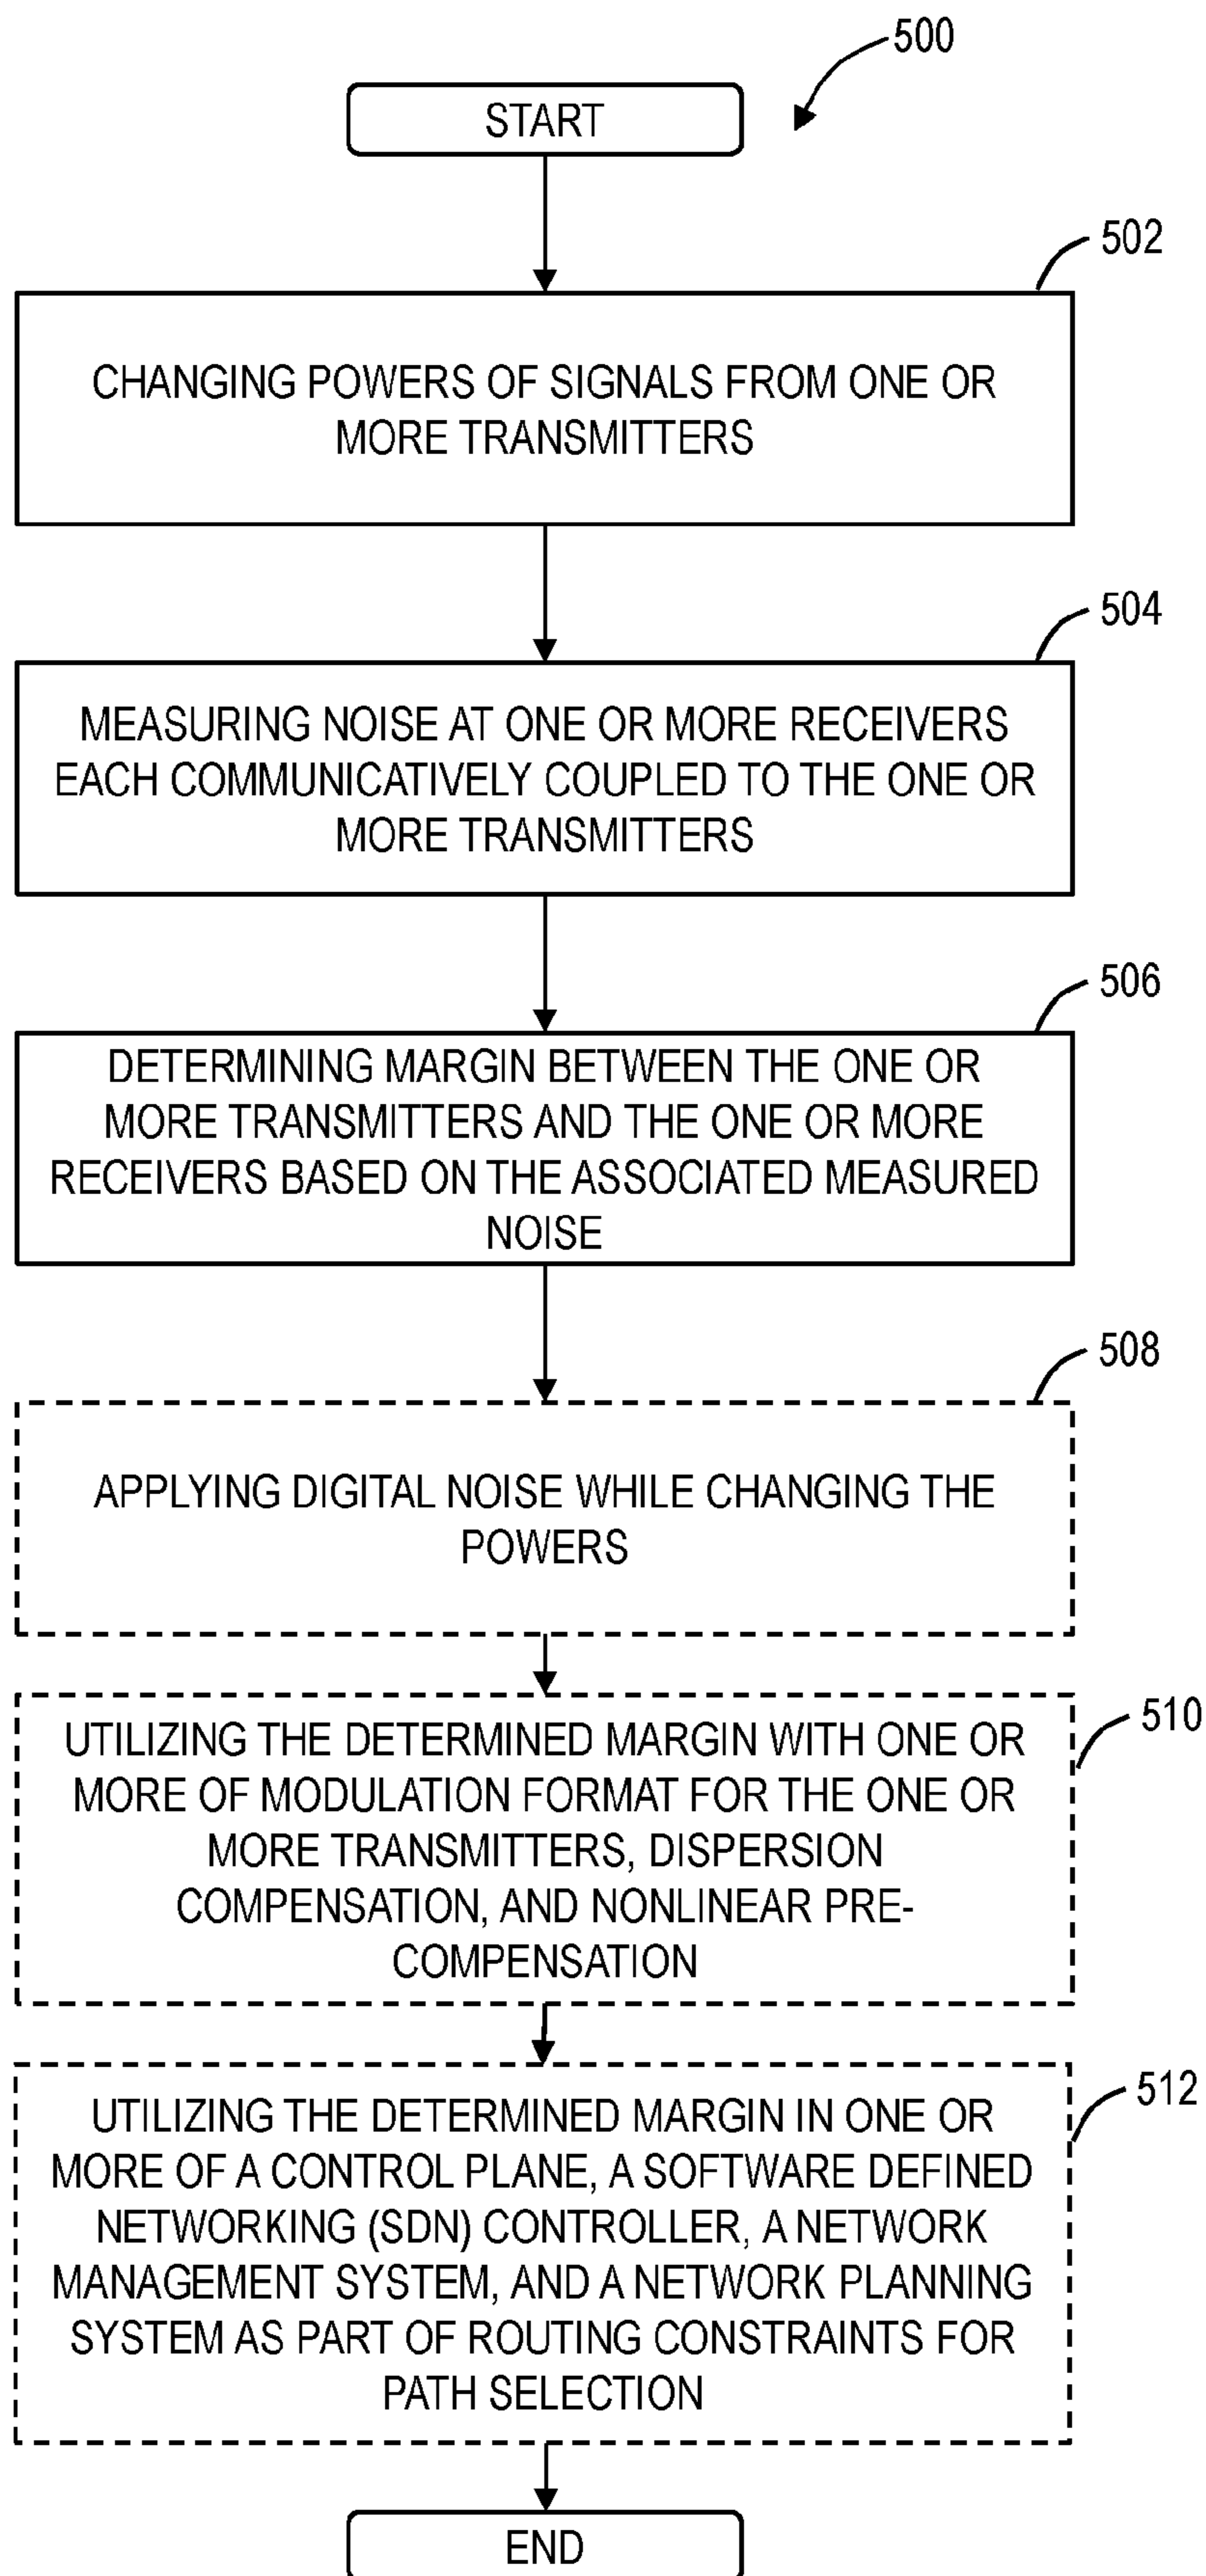 500
START
502
CHANGING POWERS OF SIGNALS FROM ONE OR
MORE TRANSMITTERS
504
MEASURING NOISE AT ONE OR MORE RECEIVERS
EACH COMMUNICATIVELY COUPLED TO THE ONE OR
MORE TRANSMITTERS
506
DETERMINING MARGIN BETWEEN THE ONE OR
MORE TRANSMITTERS AND THE ONE OR MORE
RECEIVERS BASED ON THE ASSOCIATED MEASURED
NOISE
508
APPLYING DIGITAL NOISE WHILE CHANGING THE
POWERS
510
UTILIZING THE DETERMINED MARGIN WITH ONE OR
MORE OF MODULATION FORMAT FOR THE ONE OR
MORE TRANSMITTERS, DISPERSION
COMPENSATION, AND NONLINEAR PRE-
COMPENSATION
512
UTILIZING THE DETERMINED MARGIN IN ONE OR
MORE OF A CONTROL PLANE, A SOFTWARE DEFINED
NETWORKING (SDN) CONTROLLER, A NETWORK
MANAGEMENT SYSTEM, AND A NETWORK PLANNING
SYSTEM AS PART OF ROUTING CONSTRAINTS FOR
PATH SELECTION
END